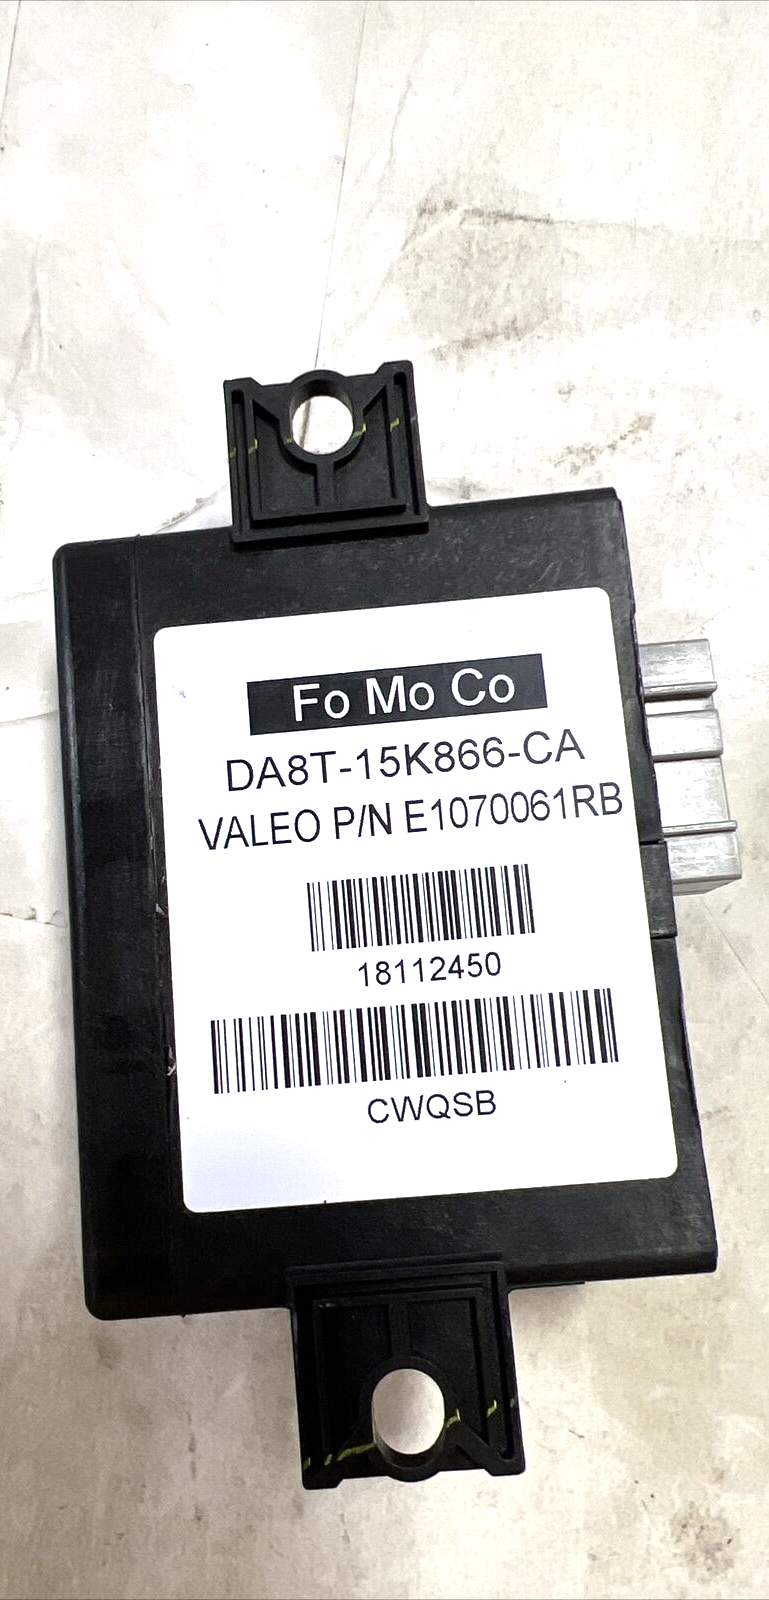 Fo Mo Co
DA8T-15K866-CA
VALEO P/N E1070061RB
18112450
CWQSB